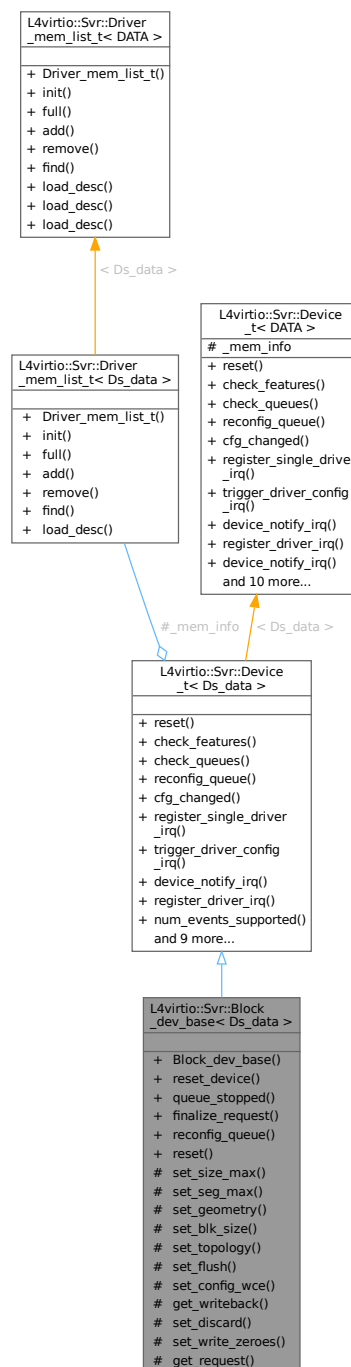 L4virtio::Svr::Driver
_mem_list_t< DATA >
+ Driver_mem_list_t()
+ init()
+ full()
+ add()
+ remove()
+ find()
+ load_desc()
+ load_desc()
+ load_desc()
< Ds_data >
L4virtio::Svr::Device
_t< DATA >
# _mem_info
+ reset()
+ check_features()
+ check_queues()
+ reconfig_queue()
+ cfg_changed()
+ register_single_driver
_irq()
+ trigger_driver_config
_irq()
+ device_notify_irq()
+ register_driver_irq()
+ device_notify_irq()
and 10 more...
L4virtio::Svr::Driver
_mem_list_t< Ds_data >
+ Driver_mem_list_t()
+ init()
+ full()
+ add()
+ remove()
+ find()
+ load_desc()
#_mem_info
< Ds_data >
L4virtio::Svr::Device
_t< Ds_data >
+ reset()
+ check_features()
+ check_queues()
+ reconfig_queue()
+ cfg_changed()
+ register_single_driver
_irq()
+ trigger_driver_config
_irq()
+ device_notify_irq()
+ register_driver_irq()
+ num_events_supported()
and 9 more...
L4virtio::Svr::Block
_dev_base< Ds_data >
+ Block_dev_base()
+ reset_device()
+ queue_stopped()
+ finalize_request()
+ reconfig_queue()
+ reset()
# set_size_max()
# set_seg_max()
# set_geometry()
# set_blk_size()
# set_topology()
# set_flush()
# set_config_wce()
# get_writeback()
# set_discard()
# set_write_zeroes()
# get_request()